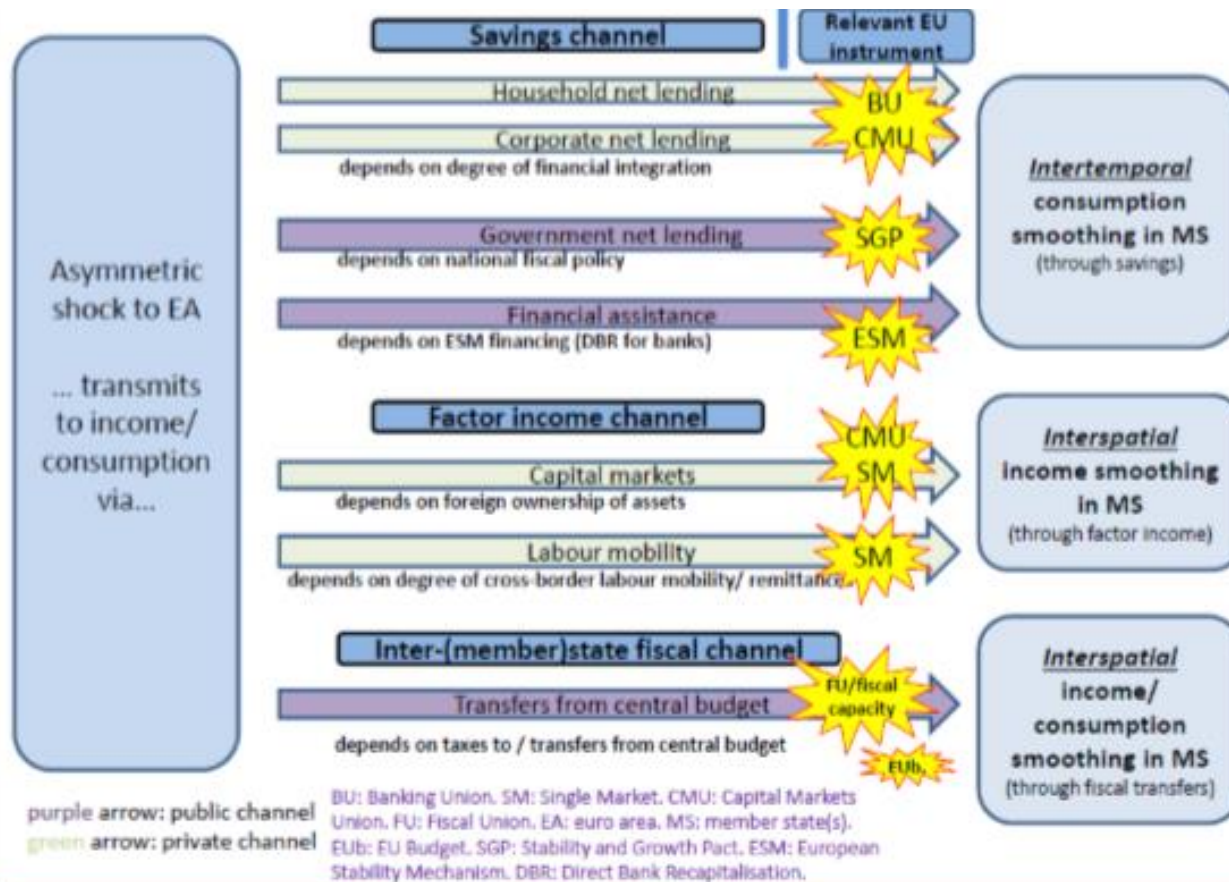 Savings channel
Relevant EU
instrument
Household net lending
Corporate net lending
depends on degree of financial integration
BU
CMU
Government net lending
depends on national fiscal policy
SGP
Financial assistance
depends on ESM financing (DBR for banks)
ESM
Intertemporal
consumption
smoothing in MS
(through savings)
Asymmetric
shock to EA
... transmits
to income/
consumption
via...
Factor income channel
Capital markets
depends on foreign ownership of assets
CMU
SM
Labour mobility
depends on degree of cross-border labour mobility/ remittances
SM
Interspatial
income smoothing
in MS
(through factor income)
Inter-(member)state fiscal channel
Transfers from central budget
depends on taxes to / transfers from central budget
FU/fiscal
capacity
EUb.
Interspatial
income/
consumption
smoothing in MS
(through fiscal transfers)
purple arrow: public channel
green arrow: private channel
BU: Banking Union. SM: Single Market. CMU: Capital Markets
Union. FU: Fiscal Union. EA: euro area. MS: member state(s).
EUb: EU Budget. SGP: Stability and Growth Pact. ESM: European
Stability Mechanism. DBR: Direct Bank Recapitalisation.